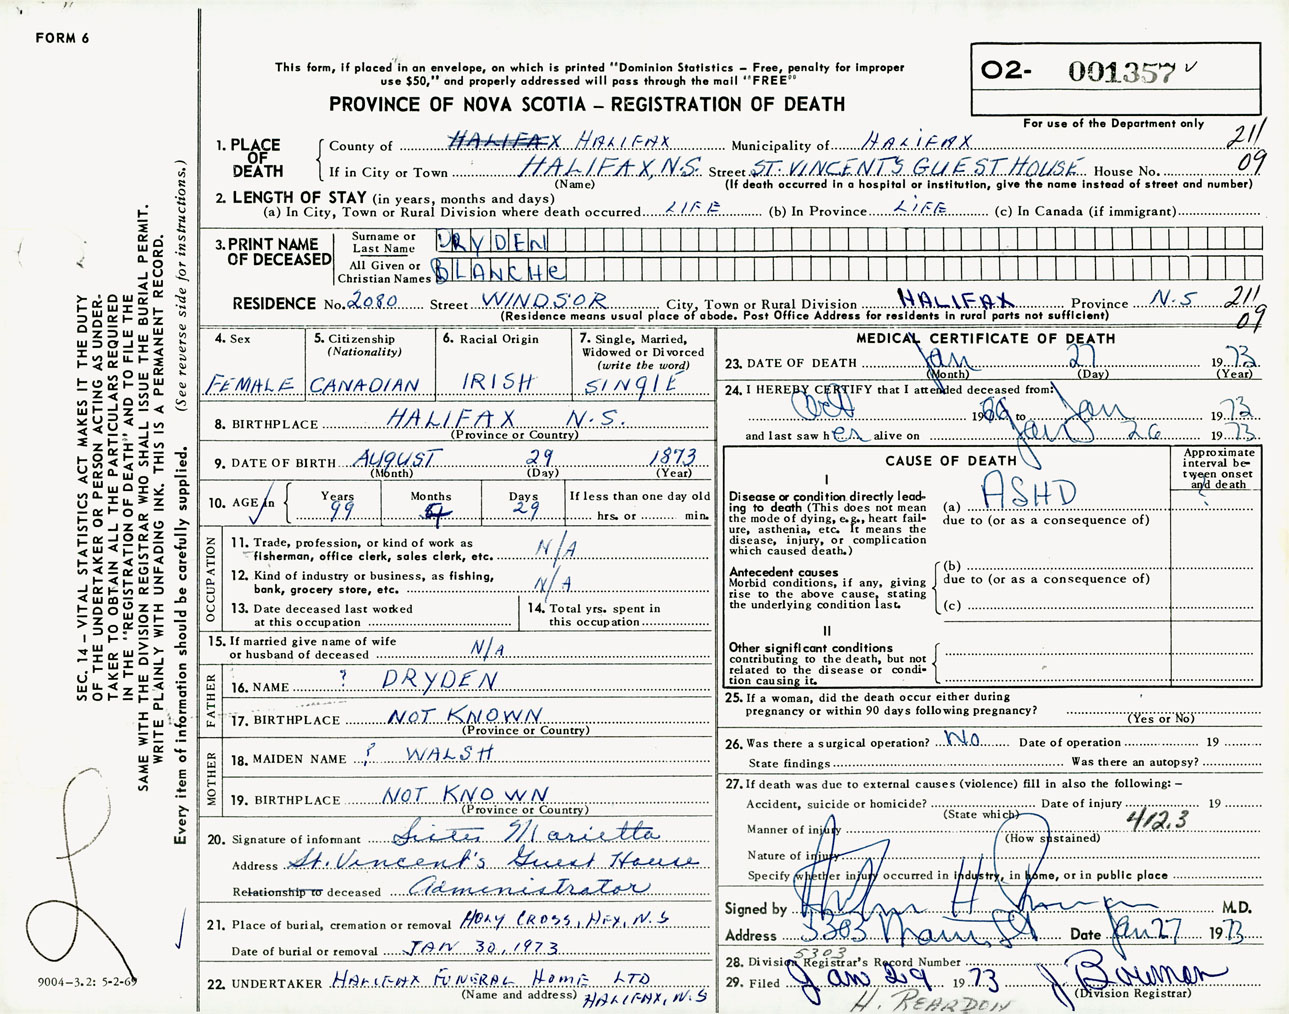 FORM 6
This form, if placed in an envelope, on which is printed "Dominion Statistics – Free, penalty for improper
use $50," and properly addressed will pass through the mail "FREE"
PROVINCE OF NOVA SCOTIA – REGISTRATION OF DEATH
O2- 001357
For use of the Department only
211
09
1. PLACE OF DEATH
County of HALIFAX HALIFAX Municipality of HALIFAX
If in City or Town HALIFAX, N.S. Street ST. VINCENT'S GUEST HOUSE House No.
(Name) (If death occurred in a hospital or institution, give the name instead of street and number)
2. LENGTH OF STAY (in years, months and days)
(a) In City, Town or Rural Division where death occurred LIFE (b) In Province LIFE (c) In Canada (if immigrant)
3. PRINT NAME OF DECEASED
Surname or Last Name DRYDEN
All Given or Christian Names BLANCHE
RESIDENCE No. 2080 Street WINDSOR City, Town or Rural Division HALIFAX Province N.S
(Residence means usual place of abode. Post Office Address for residents in rural parts not sufficient)
211
09
4. Sex
FEMALE
5. Citizenship
(Nationality)
CANADIAN
6. Racial Origin
IRISH
7. Single, Married,
Widowed or Divorced
(write the word)
SINGLE
8. BIRTHPLACE HALIFAX N.S.
(Province or Country)
9. DATE OF BIRTH AUGUST 29 1873
(Month) (Day) (Year)
10. AGE in Years 99 Months 4 Days 29 If less than one day old
hrs. or min.
OCCUPATION
11. Trade, profession, or kind of work as
fisherman, office clerk, sales clerk, etc. N/A
12. Kind of industry or business, as fishing,
bank, grocery store, etc. N/A
13. Date deceased last worked
at this occupation
14. Total yrs. spent in
this occupation
15. If married give name of wife
or husband of deceased N/A
FATHER
16. NAME ? DRYDEN
17. BIRTHPLACE NOT KNOWN
(Province or Country)
MOTHER
18. MAIDEN NAME ? WALSH
19. BIRTHPLACE NOT KNOWN
(Province or Country)
20. Signature of informant Sister Marietta
Address St. Vincent's Guest House
Relationship to deceased Administrator
21. Place of burial, cremation or removal HOLY CROSS, HFX, N.S
Date of burial or removal JAN 30, 1973
22. UNDERTAKER HALIFAX FUNERAL HOME LTD
(Name and address) HALIFAX, N.S
MEDICAL CERTIFICATE OF DEATH
23. DATE OF DEATH Jan 27 1973
(Month) (Day) (Year)
24. I HEREBY CERTIFY that I attended deceased from:
Oct 19 to Jan 1973
and last saw her alive on Jan 26 1973
CAUSE OF DEATH
Approximate
interval be-
tween onset
and death
I
Disease or condition directly lead-
ing to death (This does not mean
the mode of dying, e.g., heart fail-
ure, asthenia, etc. It means the
disease, injury, or complication
which caused death.)
(a) ASHD ?
due to (or as a consequence of)
Antecedent causes
Morbid conditions, if any, giving
rise to the above cause, stating
the underlying condition last.
(b)
due to (or as a consequence of)
(c)
II
Other significant conditions
contributing to the death, but not
related to the disease or condi-
tion causing it.
25. If a woman, did the death occur either during
pregnancy or within 90 days following pregnancy?
(Yes or No)
26. Was there a surgical operation? No Date of operation 19
State findings Was there an autopsy?
27. If death was due to external causes (violence) fill in also the following: –
Accident, suicide or homicide? Date of injury 19
(State which)
412.3
Manner of injury
(How sustained)
Nature of injury
Specify whether injury occurred in industry, in home, or in public place
Signed by M.D.
Address 5303 Date Jan 27 1973
28. Division Registrar's Record Number
5303
29. Filed Jan 29 1973 J Bowman
(Division Registrar)
H. REARDON
SEC. 14 – VITAL STATISTICS ACT MAKES IT THE DUTY
OF THE UNDERTAKER OR PERSON ACTING AS UNDER-
TAKER TO OBTAIN ALL THE PARTICULARS REQUIRED
IN THE "REGISTRATION OF DEATH" AND TO FILE THE
SAME WITH THE DIVISION REGISTRAR WHO SHALL ISSUE THE BURIAL PERMIT.
WRITE PLAINLY WITH UNFADING INK. THIS IS A PERMANENT RECORD.
Every item of information should be carefully supplied. (See reverse side for instructions.)
9004-3.2: 5-2-69